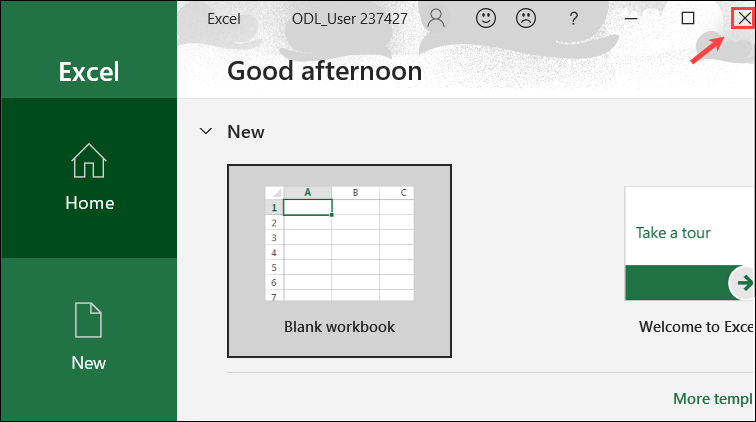 Excel
ODL_User 237427
?
Excel
Good afternoon
New
Home
A B C
1
2
3
4
5
6
7
Take a tour
Blank workbook
Welcome to Exce
New
More templ